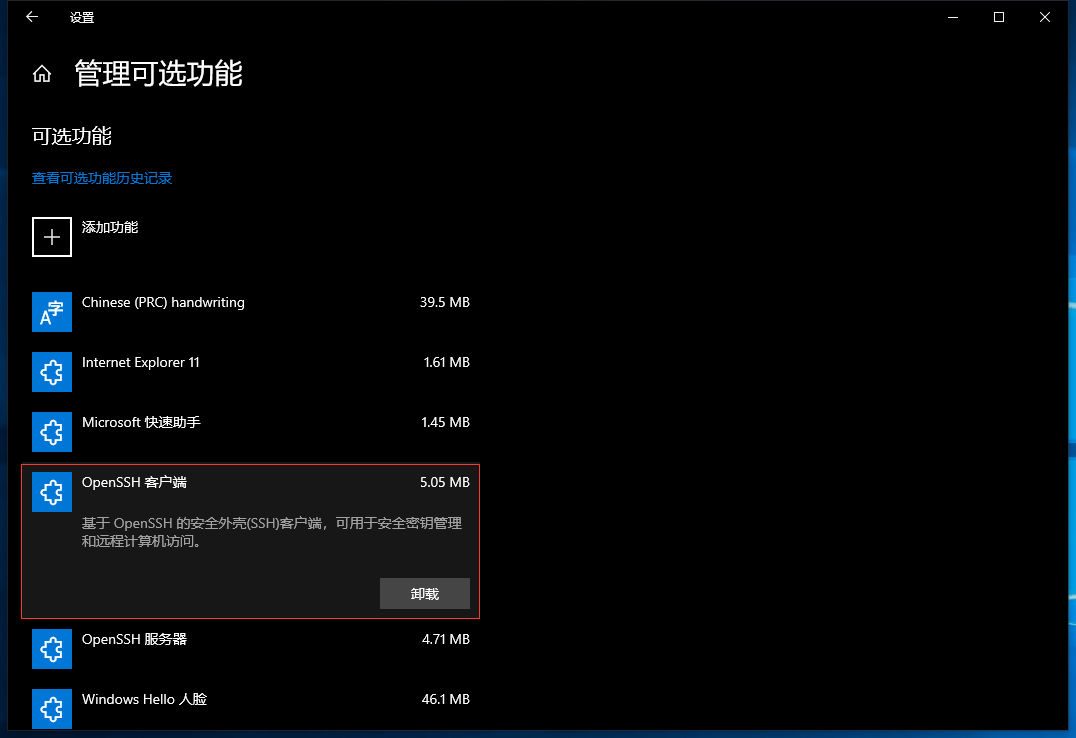 设置
管理可选功能
可选功能
查看可选功能历史记录
添加功能
Chinese (PRC) handwriting 39.5 MB
Internet Explorer 11 1.61 MB
Microsoft 快速助手 1.45 MB
OpenSSH 客户端 5.05 MB
基于 OpenSSH 的安全外壳(SSH)客户端，可用于安全密钥管理
和远程计算机访问。
卸载
OpenSSH 服务器 4.71 MB
Windows Hello 人脸 46.1 MB